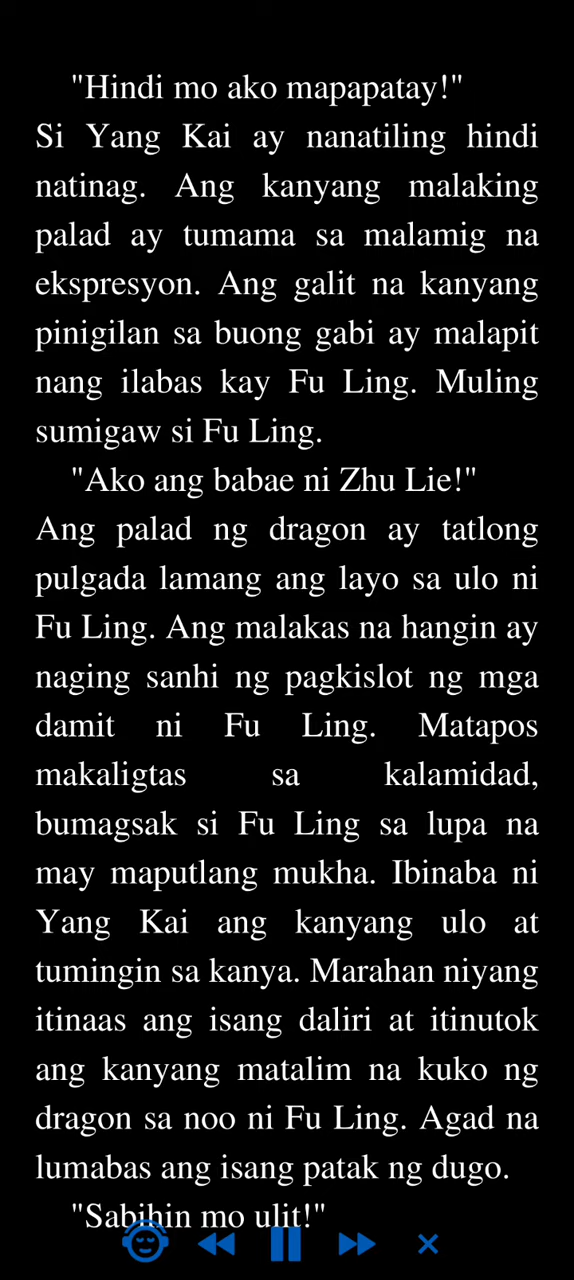 "Hindi mo ako mapapatay!"
Si Yang Kai ay nanatiling hindi
natinag. Ang kanyang malaking
palad ay tumama sa malamig na
ekspresyon. Ang galit na kanyang
pinigilan sa buong gabi ay malapit
nang ilabas kay Fu Ling. Muling
sumigaw si Fu Ling.
"Ako ang babae ni Zhu Lie!"
Ang palad ng dragon ay tatlong
pulgada lamang ang layo sa ulo ni
Fu Ling. Ang malakas na hangin ay
naging sanhi ng pagkislot ng mga
damit ni Fu Ling. Matapos
makaligtas sa kalamidad,
bumagsak si Fu Ling sa lupa na
may maputlang mukha. Ibinaba ni
Yang Kai ang kanyang ulo at
tumingin sa kanya. Marahan niyang
itinaas ang isang daliri at itinutok
ang kanyang matalim na kuko ng
dragon sa noo ni Fu Ling. Agad na
lumabas ang isang patak ng dugo.
"Sabihin mo ulit!"